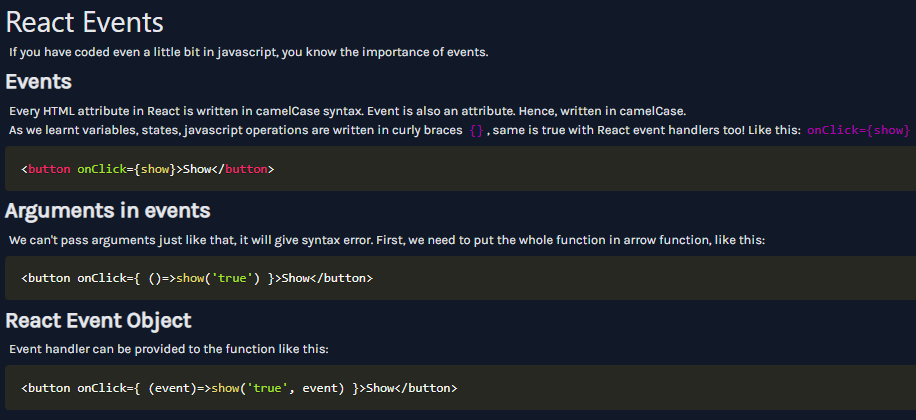 React Events
If you have coded even a little bit in javascript, you know the importance of events.
Events
Every HTML attribute in React is written in camelCase syntax. Event is also an attribute. Hence, written in camelCase.
As we learnt variables, states, javascript operations are written in curly braces {} , same is true with React event handlers too! Like this: onClick={show}
<button onClick={show}>Show</button>
Arguments in events
We can't pass arguments just like that, it will give syntax error. First, we need to put the whole function in arrow function, like this:
<button onClick={ ()=>show('true') }>Show</button>
React Event Object
Event handler can be provided to the function like this:
<button onClick={ (event)=>show('true', event) }>Show</button>